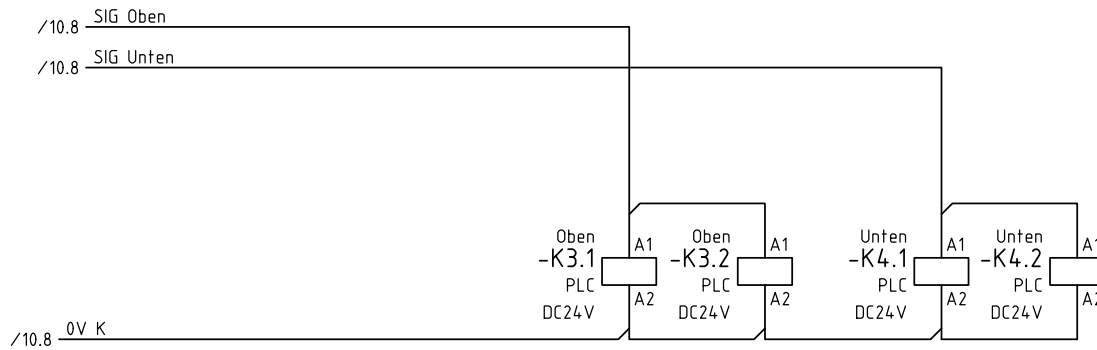 /10.8 SIG Oben
/10.8 SIG Unten
Oben Oben Unten Unten
A1 A1 A1 A1
-K3.1 -K3.2 -K4.1 -K4.2
PLC PLC PLC PLC
A2 A2 A2 A2
DC24V DC24V DC24V DC24V
/10.8 0V K